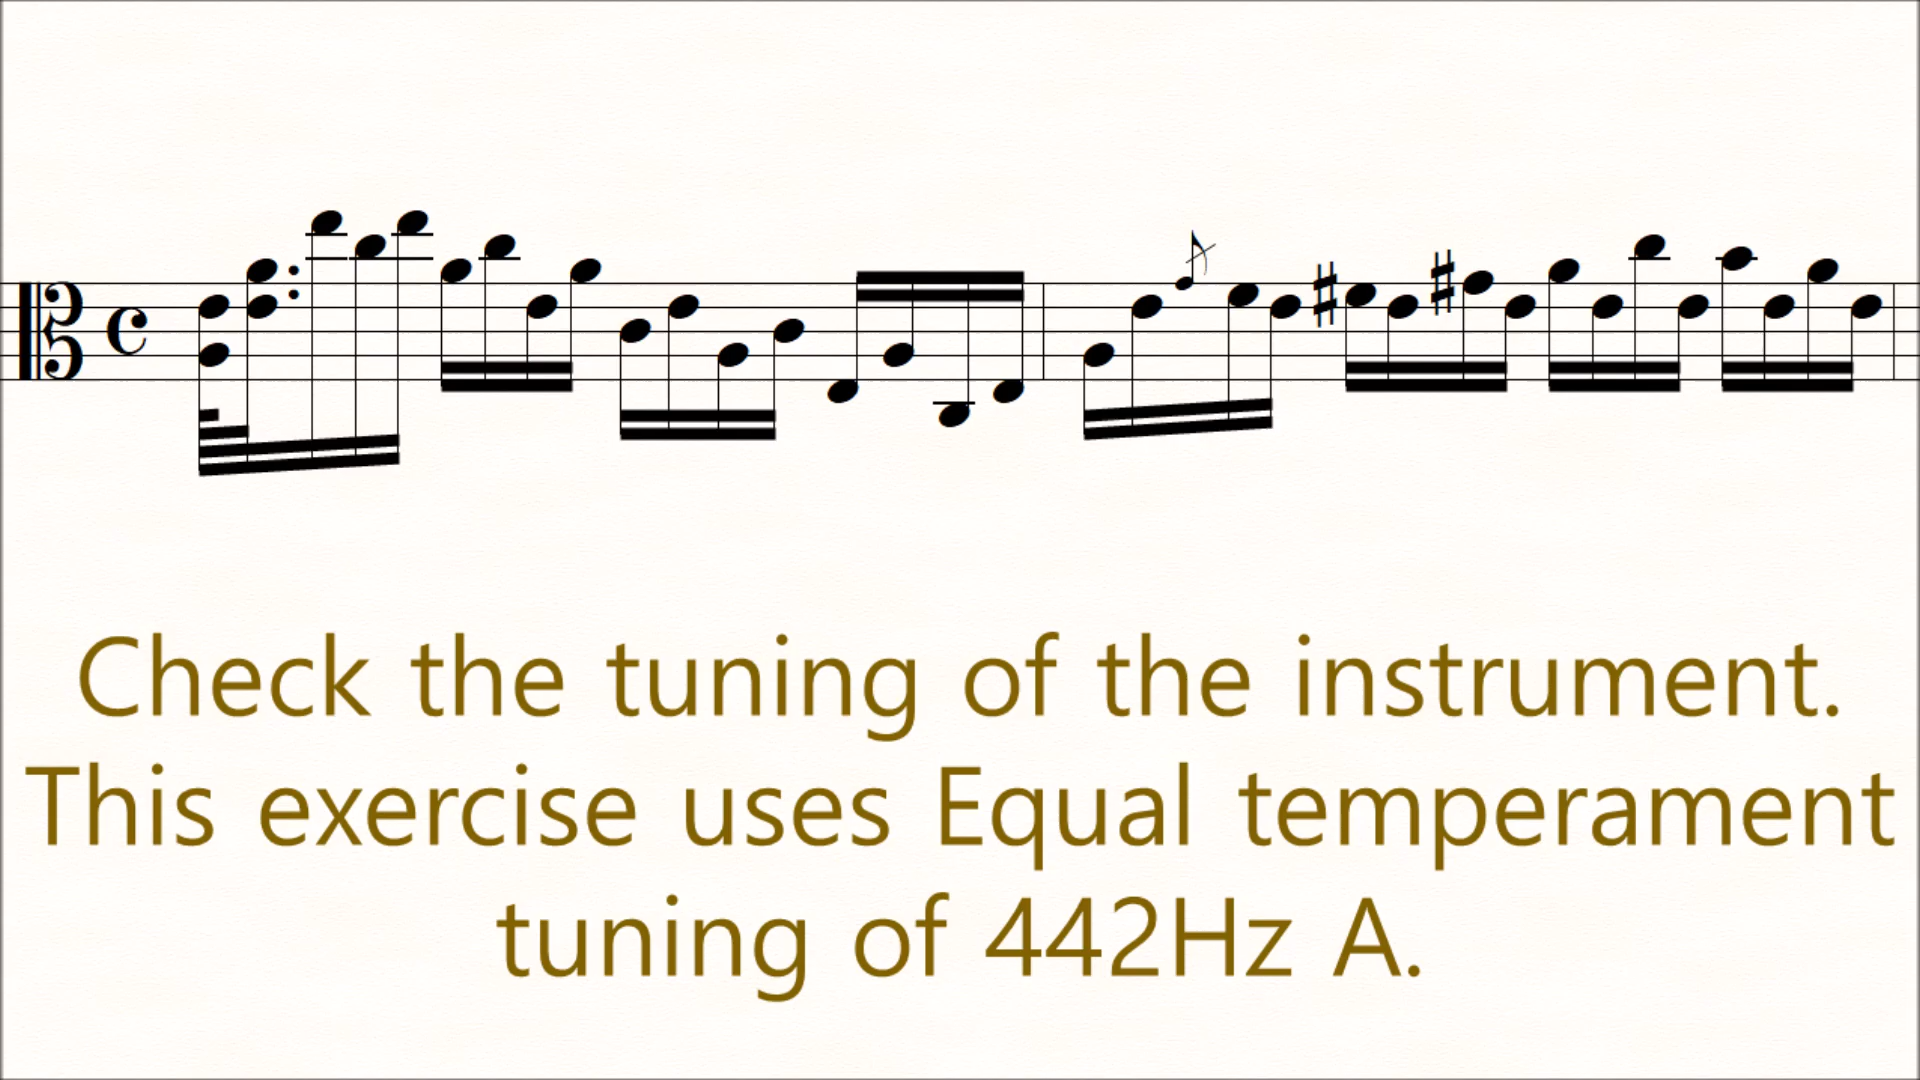 Check the tuning of the instrument.
This exercise uses Equal temperament
tuning of 442Hz A.